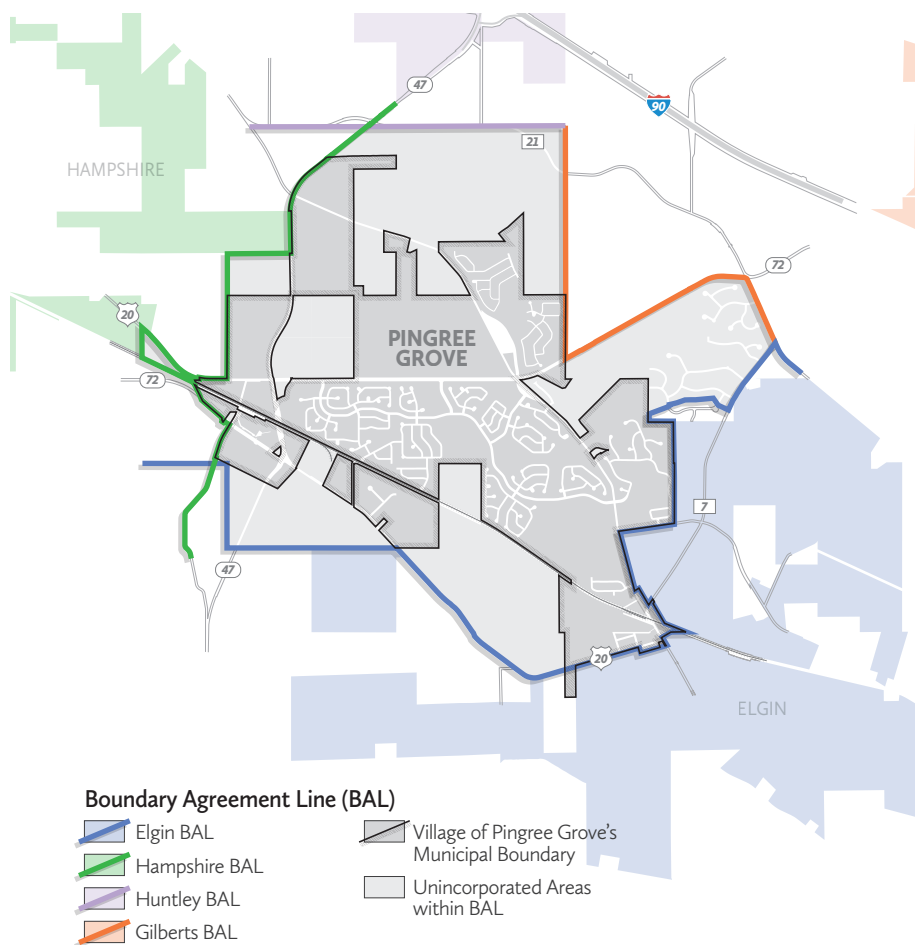 47
90
21
HAMPSHIRE
72
20
PINGREE
GROVE
72
7
47
20
ELGIN
Boundary Agreement Line (BAL)
Elgin BAL
Hampshire BAL
Huntley BAL
Gilberts BAL
Village of Pingree Grove's
Municipal Boundary
Unincorporated Areas
within BAL